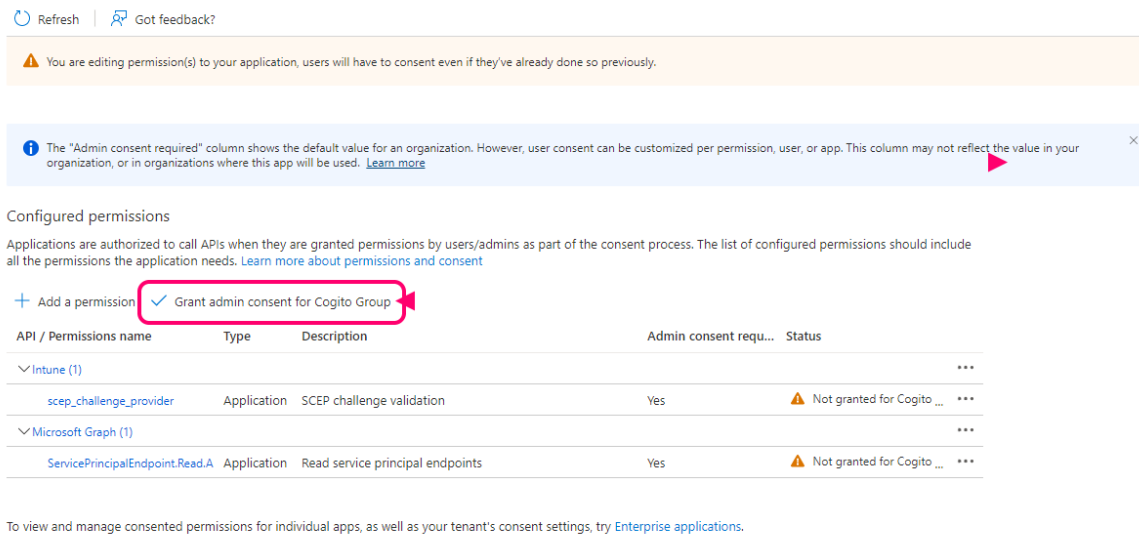 Refresh Got feedback?
You are editing permission(s) to your application, users will have to consent even if they've already done so previously.
The "Admin consent required" column shows the default value for an organization. However, user consent can be customized per permission, user, or app. This column may not reflect the value in your
organization, or in organizations where this app will be used. Learn more
Configured permissions
Applications are authorized to call APIs when they are granted permissions by users/admins as part of the consent process. The list of configured permissions should include
all the permissions the application needs. Learn more about permissions and consent
Add a permission Grant admin consent for Cogito Group
API / Permissions name Type Description Admin consent requ... Status
Intune (1)
scep_challenge_provider Application SCEP challenge validation Yes Not granted for Cogito ...
Microsoft Graph (1)
ServicePrincipalEndpoint.Read.A Application Read service principal endpoints Yes Not granted for Cogito ...
To view and manage consented permissions for individual apps, as well as your tenant's consent settings, try Enterprise applications.